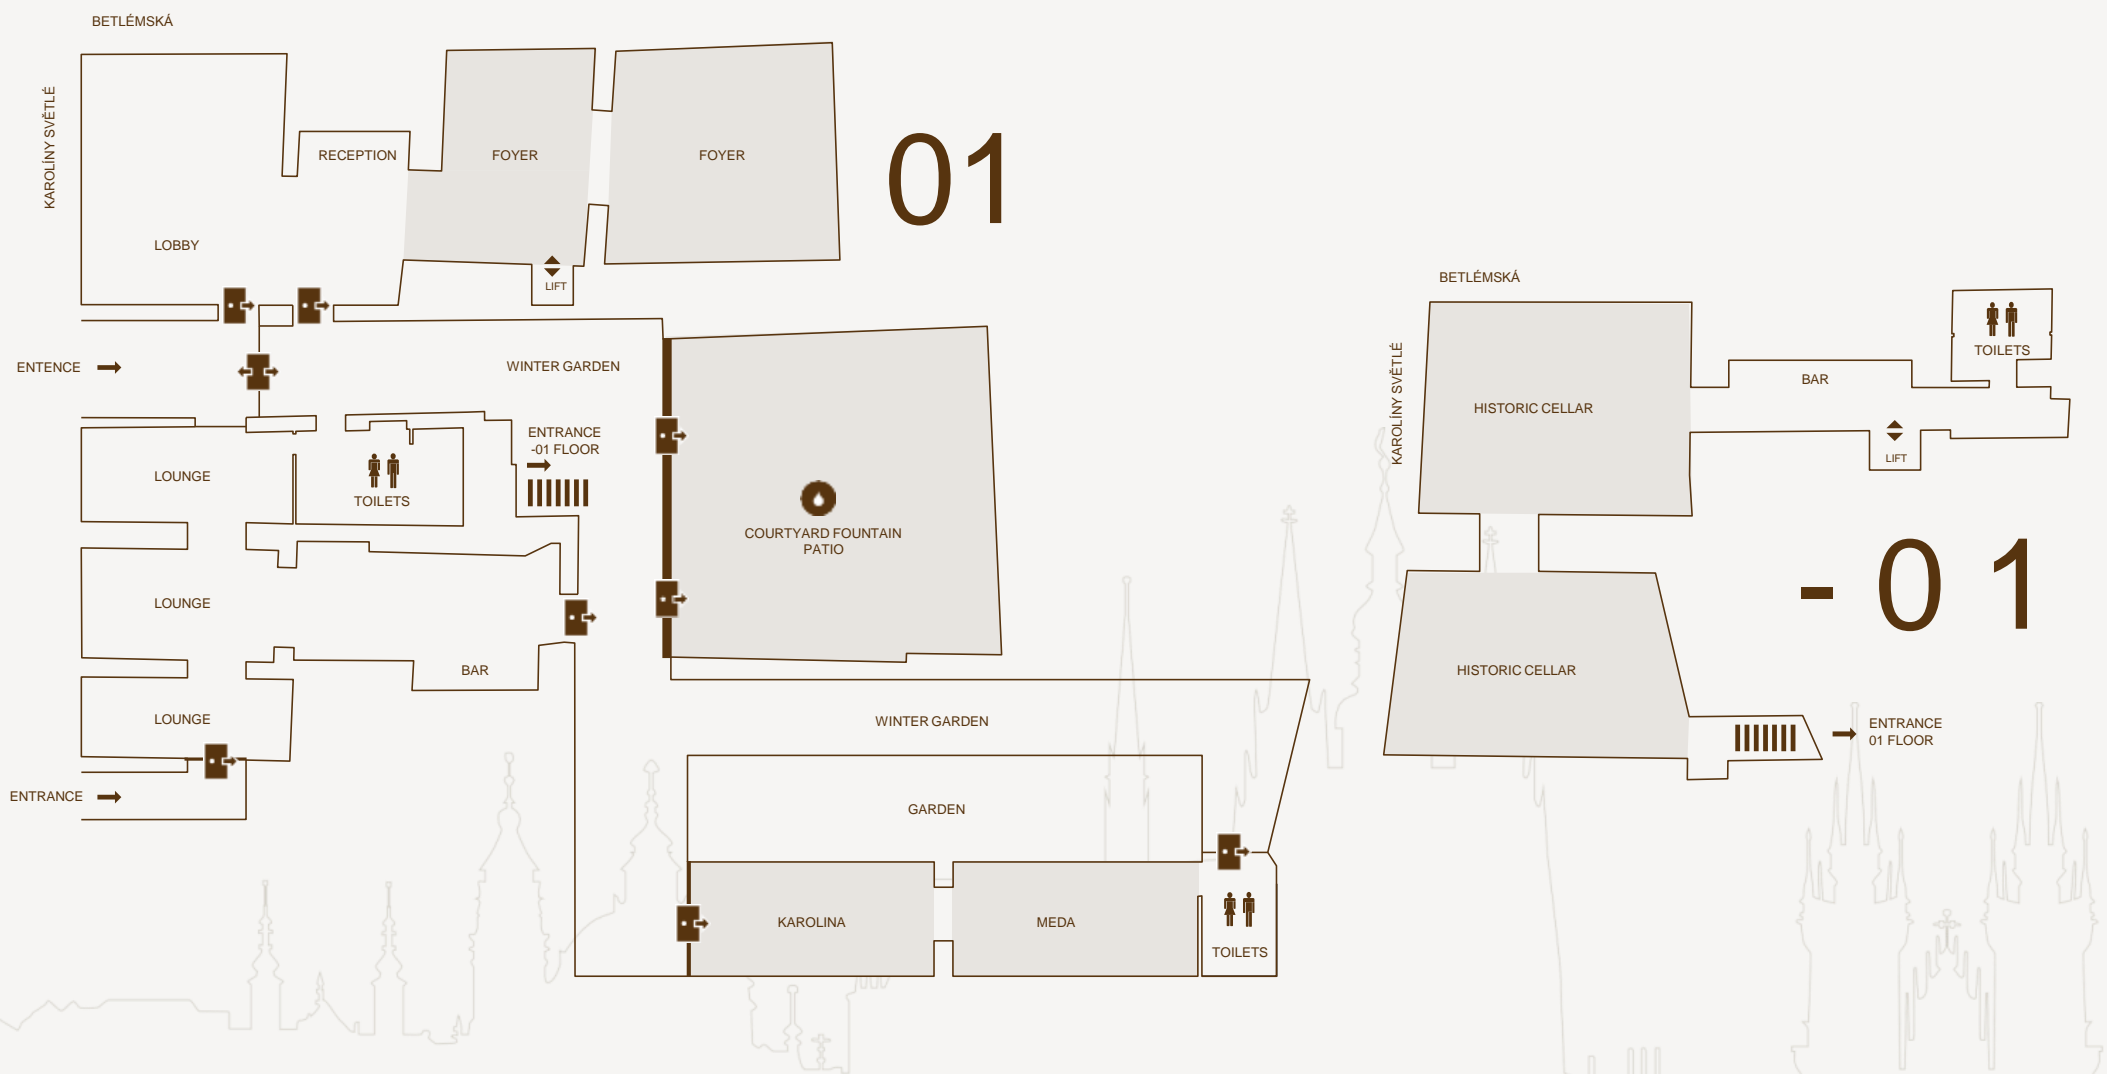 BETLÉMSKÁ
KAROLÍNY SVĚTLÉ
RECEPTION
FOYER
FOYER
01
LOBBY
LIFT
ENTENCE
WINTER GARDEN
ENTRANCE
-01 FLOOR
LOUNGE
TOILETS
COURTYARD FOUNTAIN
PATIO
LOUNGE
BAR
LOUNGE
WINTER GARDEN
ENTRANCE
GARDEN
KAROLINA
MEDA
TOILETS
BETLÉMSKÁ
KAROLÍNY SVĚTLÉ
TOILETS
BAR
HISTORIC CELLAR
LIFT
-01
HISTORIC CELLAR
ENTRANCE
01 FLOOR